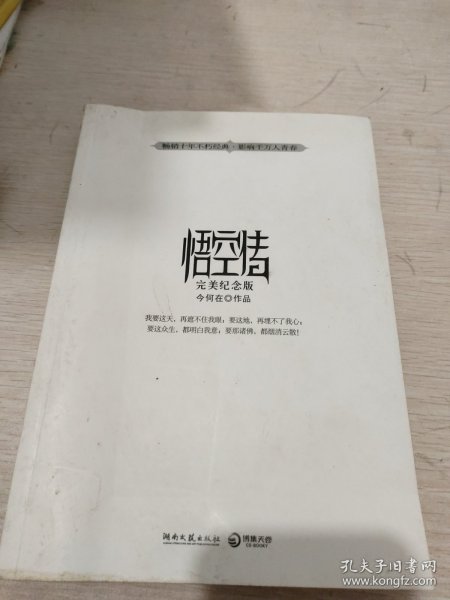 畅销十年不朽经典·影响千万人青春
悟空传
完美纪念版
今何在◎作品
我要这天，再遮不住我眼；要这地，再埋不了我心；
要这众生，都明白我意；要那诸佛，都烟消云散！
湖南文艺出版社
博集天卷
CS-BOOKY
孔夫子旧书网
www.kongfz.com